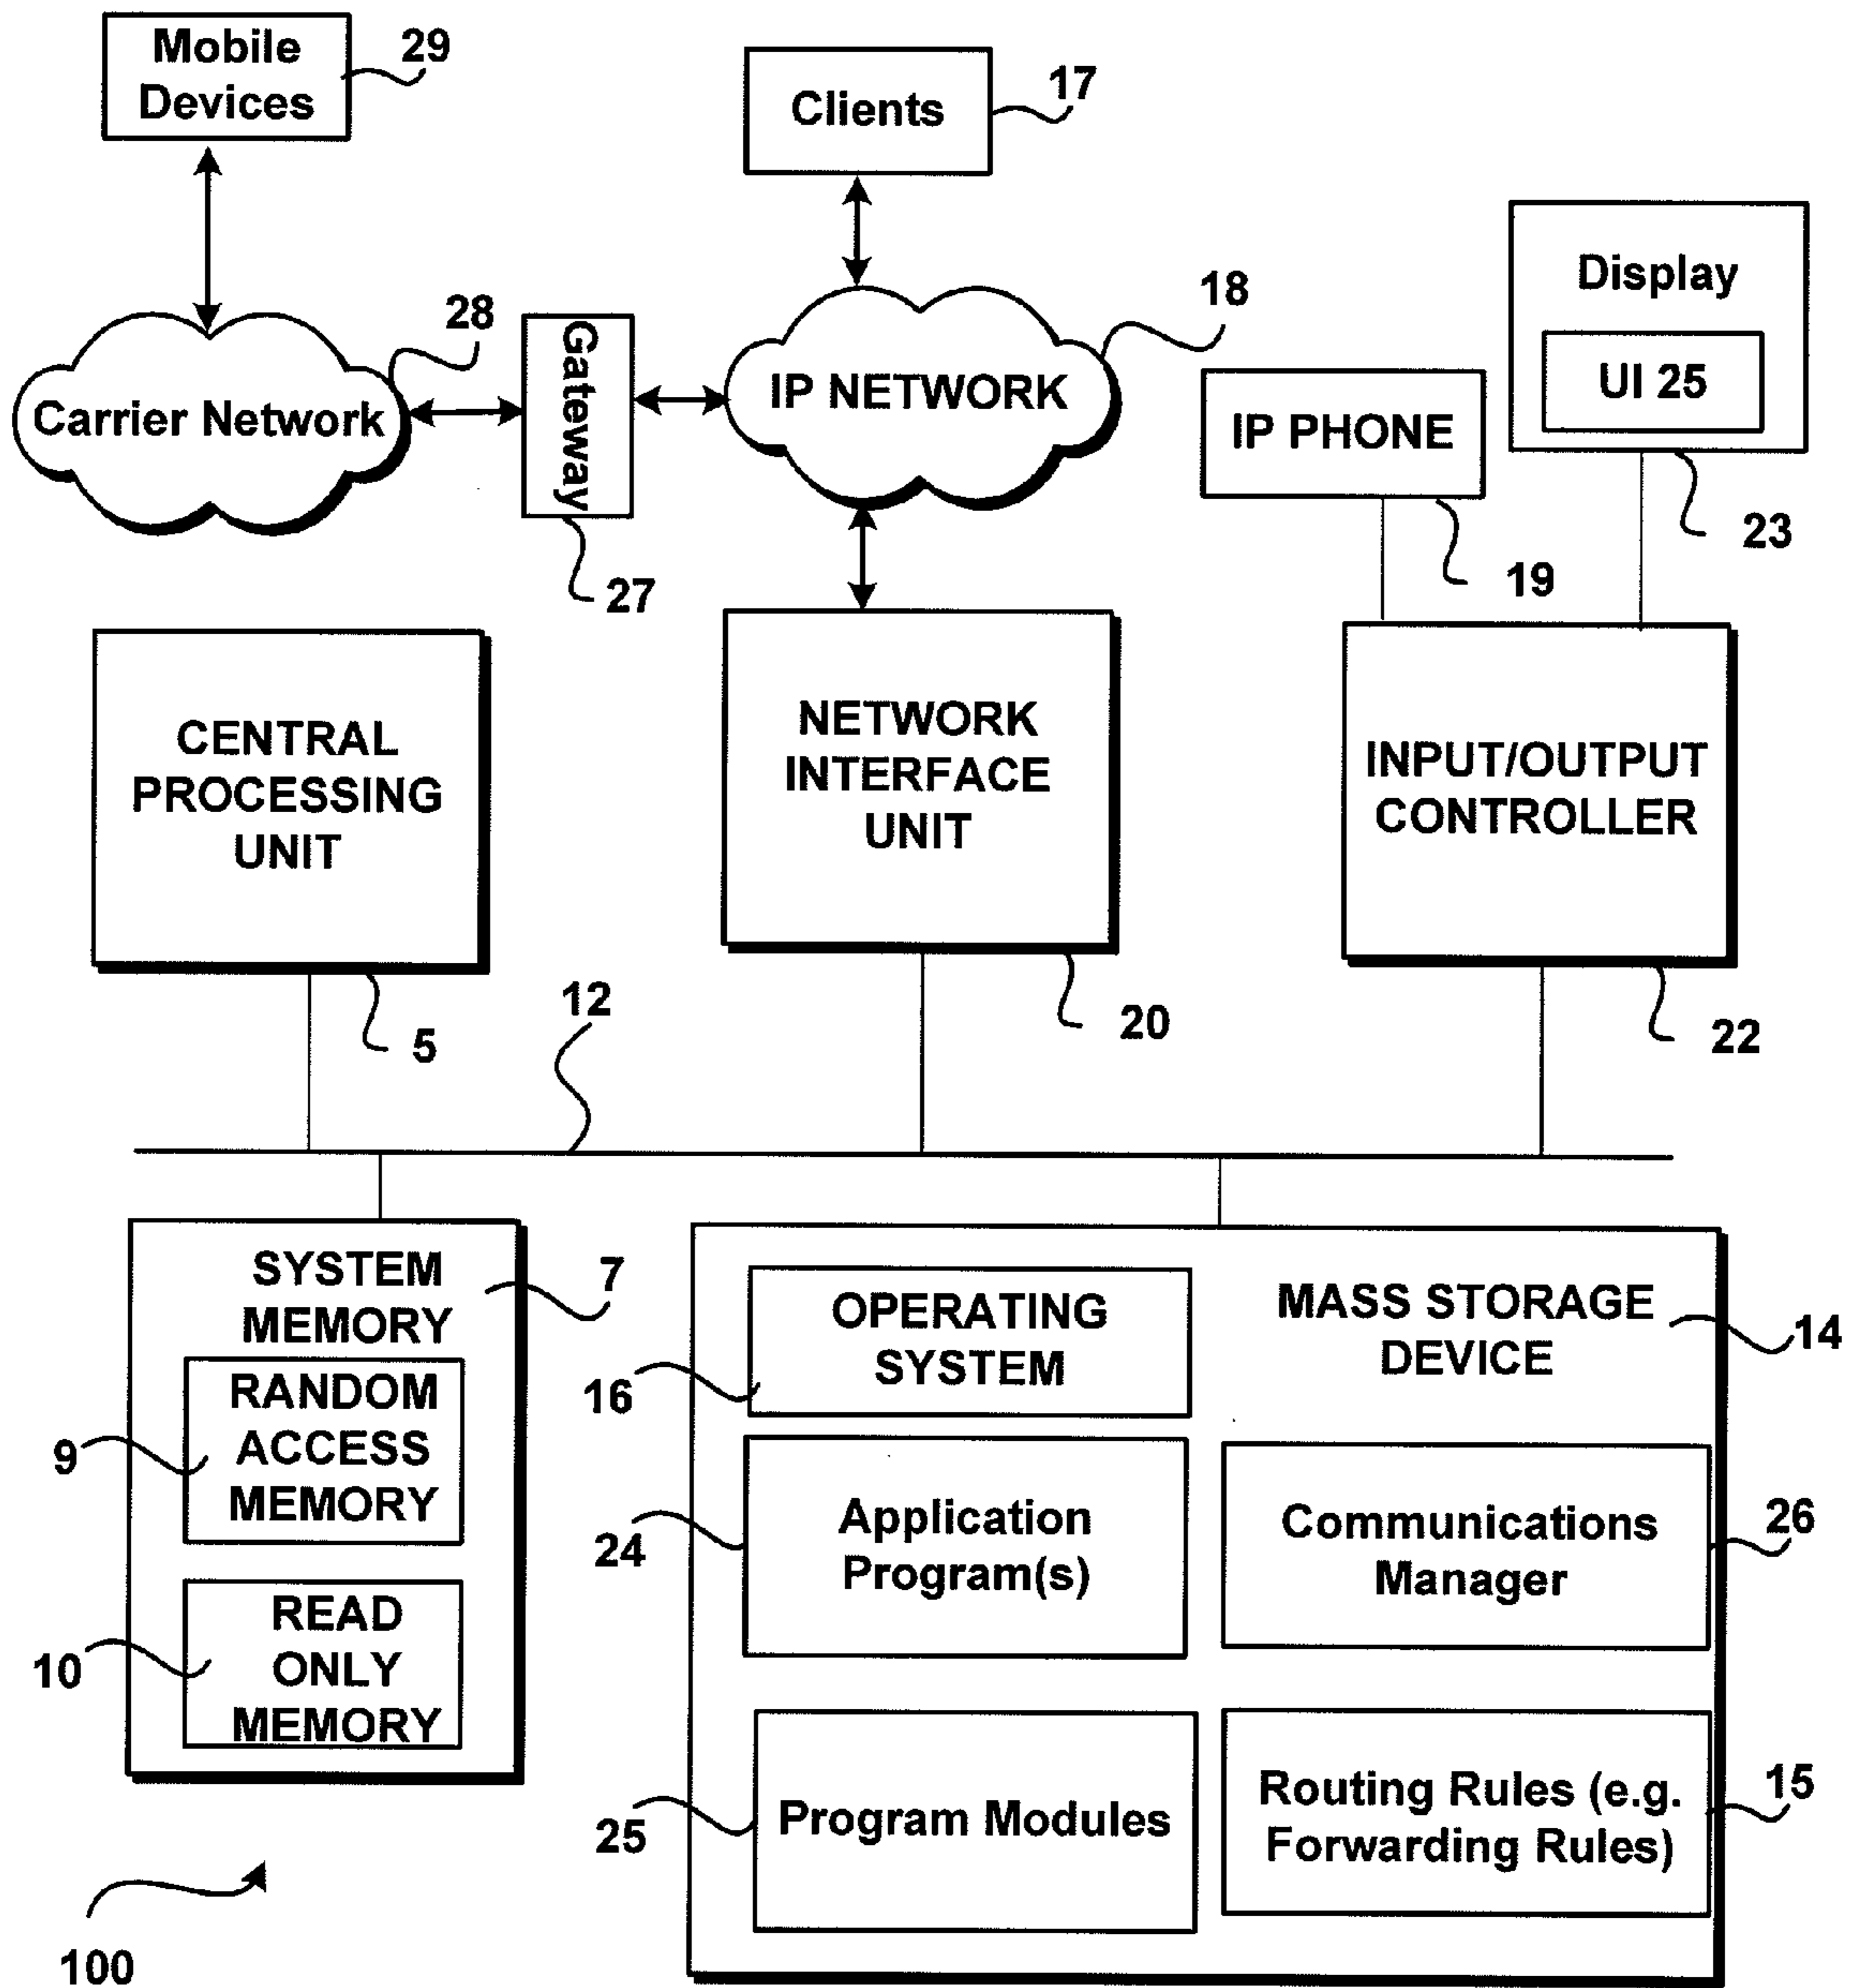 Mobile
Devices
29
Clients
17
Display
UI 25
23
28
Carrier Network
Gateway
27
18
IP NETWORK
IP PHONE
19
CENTRAL
PROCESSING
UNIT
5
NETWORK
INTERFACE
UNIT
20
INPUT/OUTPUT
CONTROLLER
22
12
SYSTEM
MEMORY
7
RANDOM
ACCESS
MEMORY
9
READ
ONLY
MEMORY
10
OPERATING
SYSTEM
16
MASS STORAGE
DEVICE
14
Application
Program(s)
24
Communications
Manager
26
Program Modules
25
Routing Rules (e.g.
Forwarding Rules)
15
100